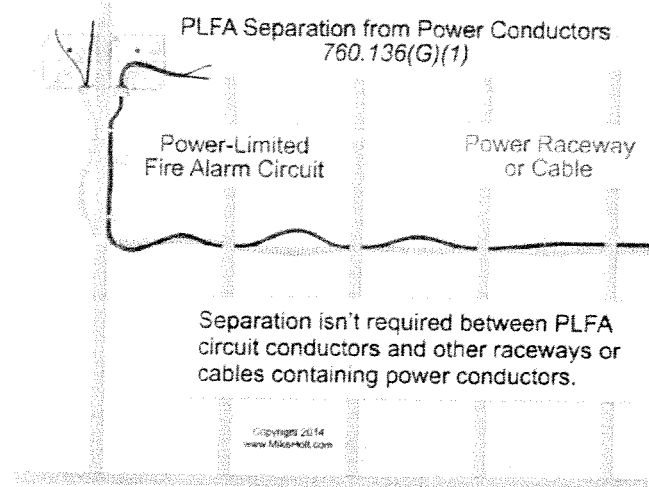 PLFA Separation from Power Conductors
760.136(G)(1)
Power-Limited
Fire Alarm Circuit
Power Raceway
or Cable
Separation isn't required between PLFA
circuit conductors and other raceways or
cables containing power conductors.
Copyright 2014
www.MikeHolt.com